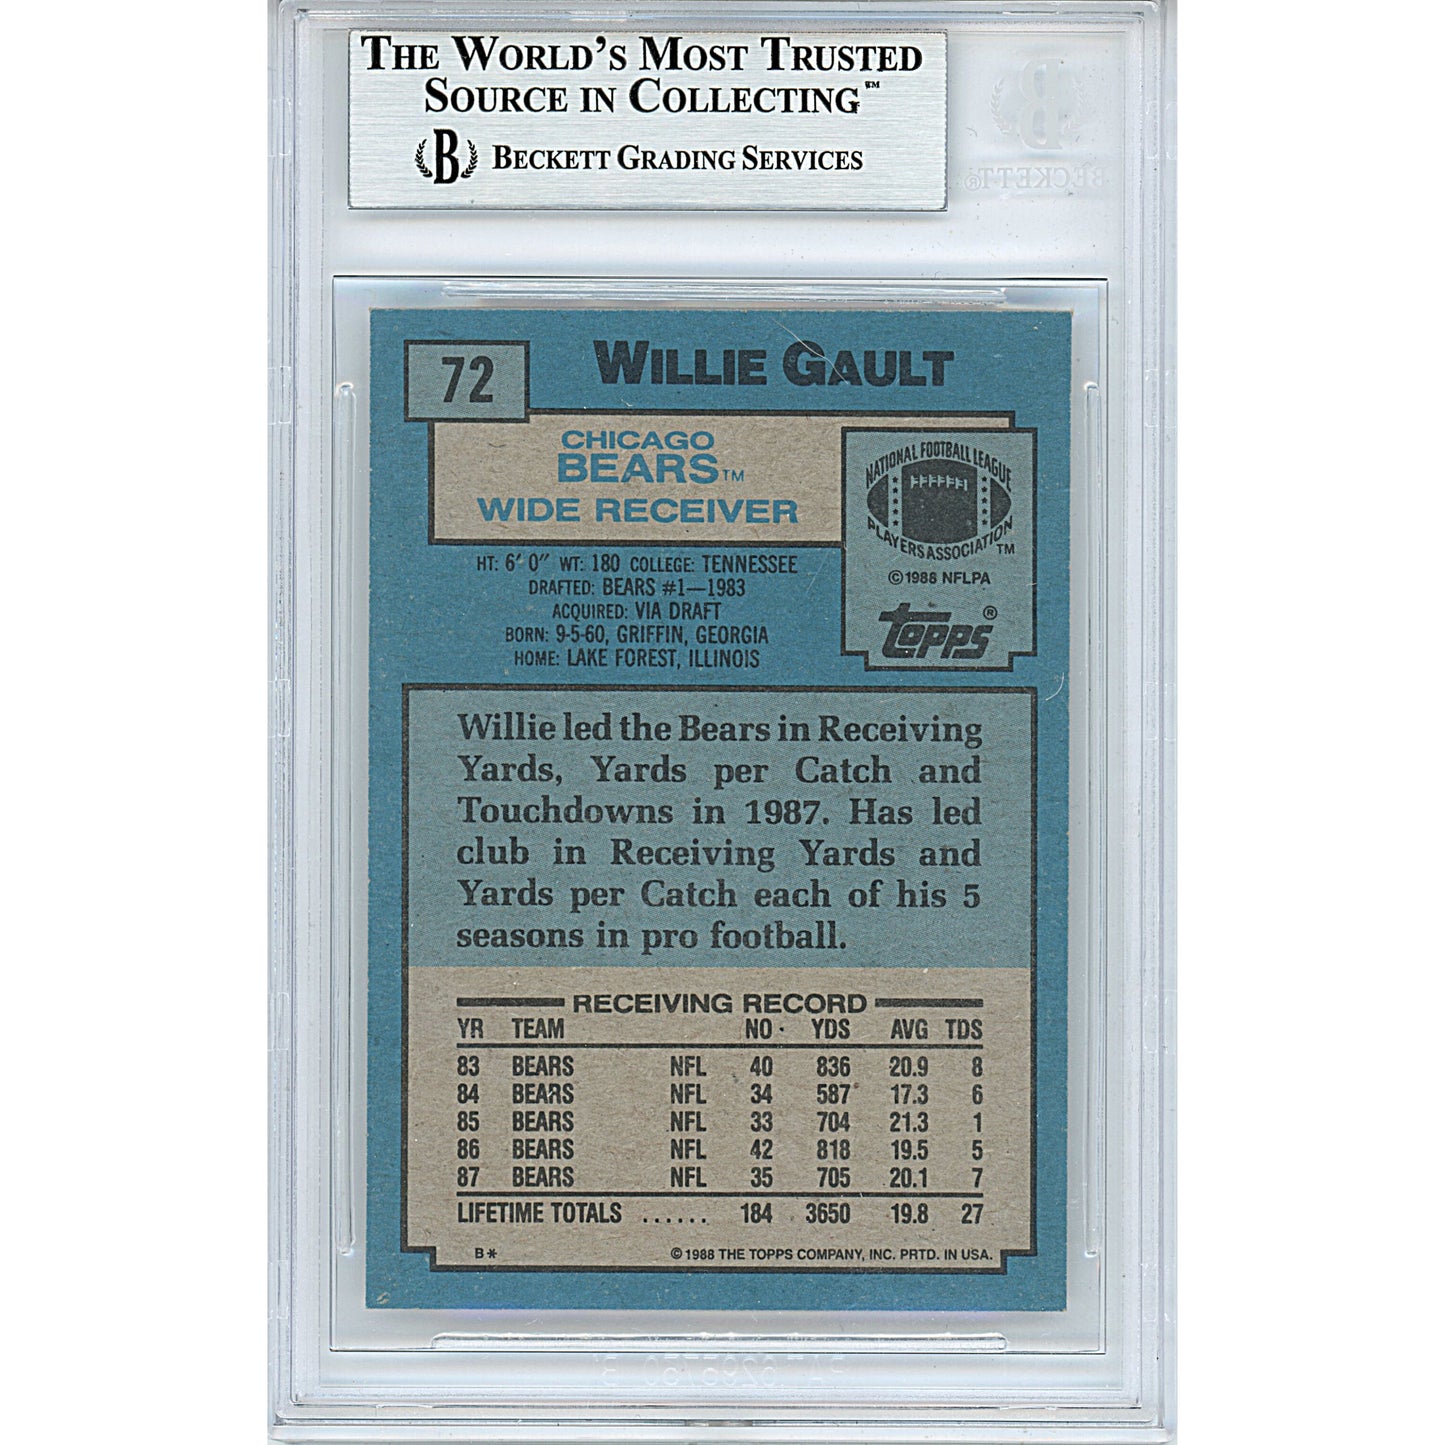 THE WORLD'S MOST TRUSTED
SOURCE IN COLLECTING™
B BECKETT GRADING SERVICES
B
BECKETT®
72
WILLIE GAULT
CHICAGO
BEARS™
WIDE RECEIVER
NATIONAL FOOTBALL LEAGUE
PLAYERS ASSOCIATION™
©1988 NFLPA
TOPPS®
HT: 6' 0" WT: 180 COLLEGE: TENNESSEE
DRAFTED: BEARS #1—1983
ACQUIRED: VIA DRAFT
BORN: 9-5-60, GRIFFIN, GEORGIA
HOME: LAKE FOREST, ILLINOIS
Willie led the Bears in Receiving
Yards, Yards per Catch and
Touchdowns in 1987. Has led
club in Receiving Yards and
Yards per Catch each of his 5
seasons in pro football.
RECEIVING RECORD
YR TEAM NO. YDS AVG TDS
83 BEARS NFL 40 836 20.9 8
84 BEARS NFL 34 587 17.3 6
85 BEARS NFL 33 704 21.3 1
86 BEARS NFL 42 818 19.5 5
87 BEARS NFL 35 705 20.1 7
LIFETIME TOTALS ...... 184 3650 19.8 27
B* ©1988 THE TOPPS COMPANY, INC. PRTD. IN USA.